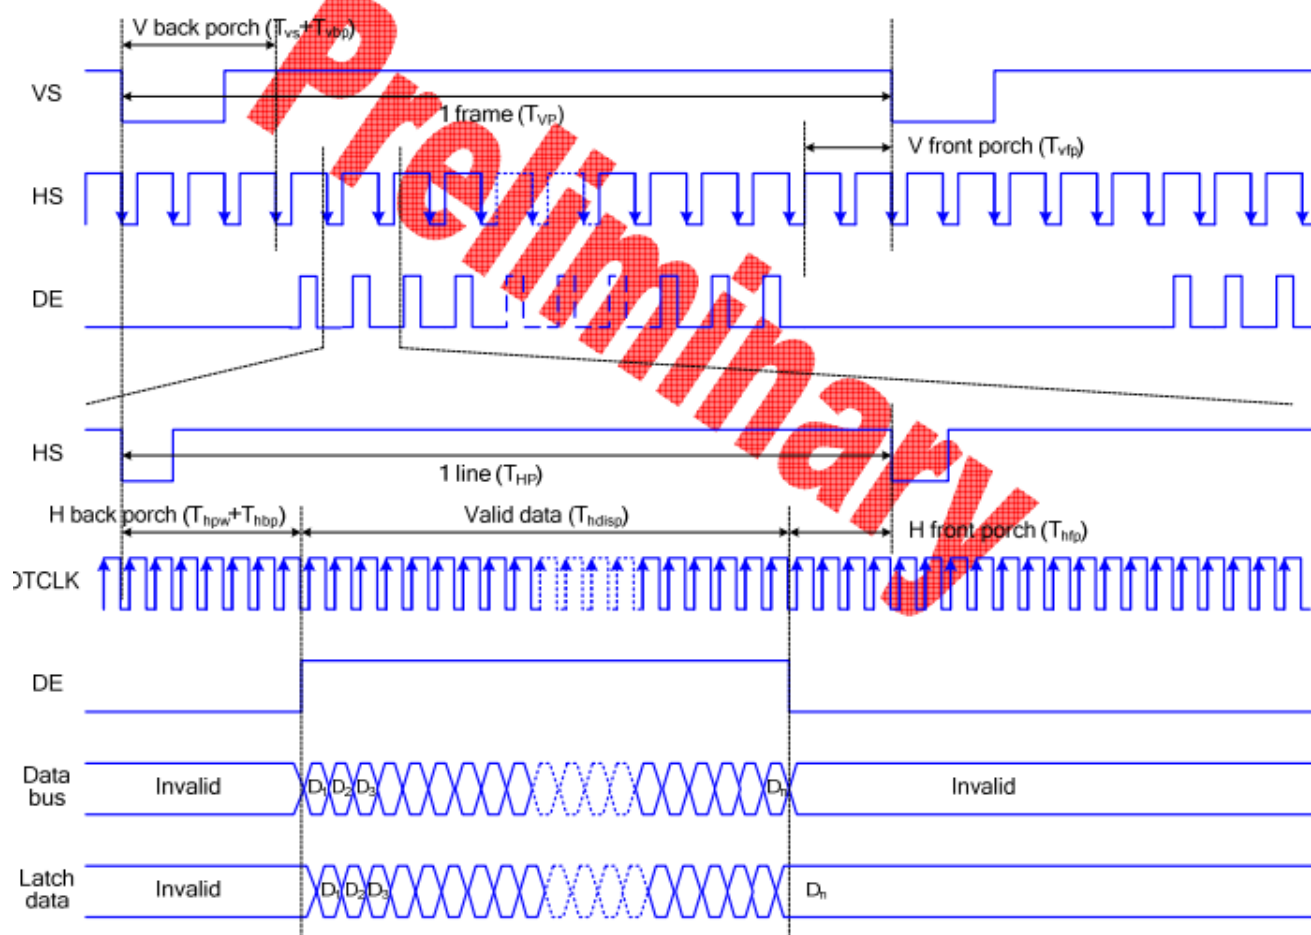 V back porch (Tvs+Tvbp)
VS
1 frame (TVP)
V front porch (Tvfp)
HS
DE
HS
1 line (THP)
H back porch (Thpw+Thbp)
Valid data (Thdisp)
H front porch (Thfp)
OTCLK
DE
Data
bus
Invalid
D1 D2 D3
Dn
Invalid
Latch
data
Invalid
D1 D2 D3
Dn
Preliminary